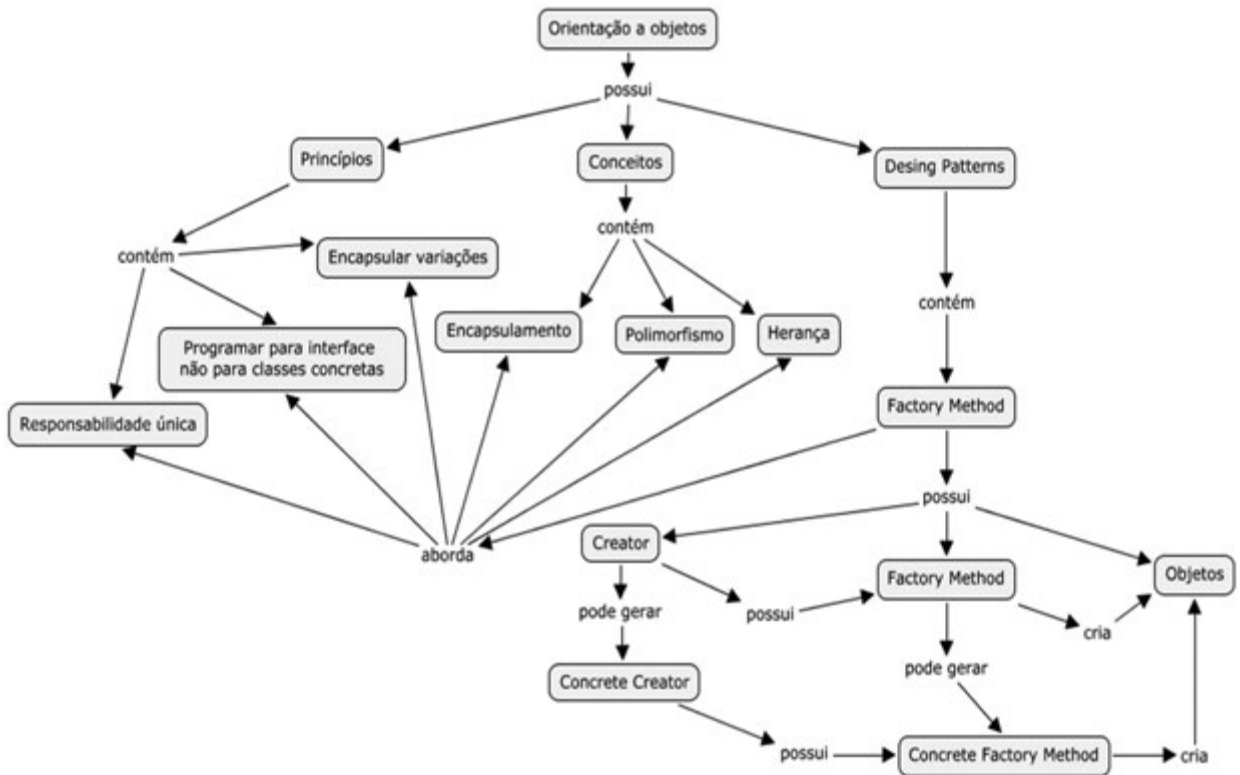 Orientação a objetos
possui
Princípios
Conceitos
Desing Patterns
contém
contém
Encapsular variações
contém
Encapsulamento
Polimorfismo
Herança
Programar para interface
não para classes concretas
Responsabilidade única
Factory Method
possui
aborda
Creator
Factory Method
Objetos
pode gerar
possui
cria
pode gerar
Concrete Creator
possui
Concrete Factory Method
cria